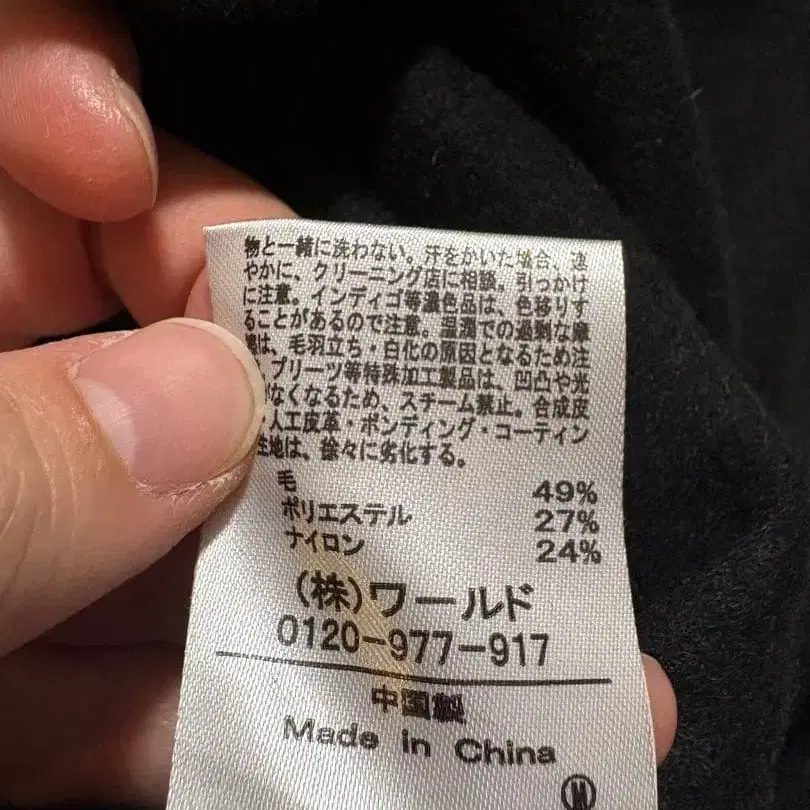 物と一緒に洗わない。汗をかいた場合、速
やかに、クリーニング店に相談。引っかけ
に注意。インディゴ等濃色品は、色移りす
ることがあるので注意。湿潤での過剰な摩
は、毛羽立ち・白化の原因となるため注
プリーツ等特殊加工製品は、凹凸や光
がなくなるため、スチーム禁止。合成皮
・人工皮革・ボンディング・コーティン
生地は、徐々に劣化する。
毛 49%
ポリエステル 27%
ナイロン 24%
(株)ワールド
0120-977-917
中国製
Made in China
M